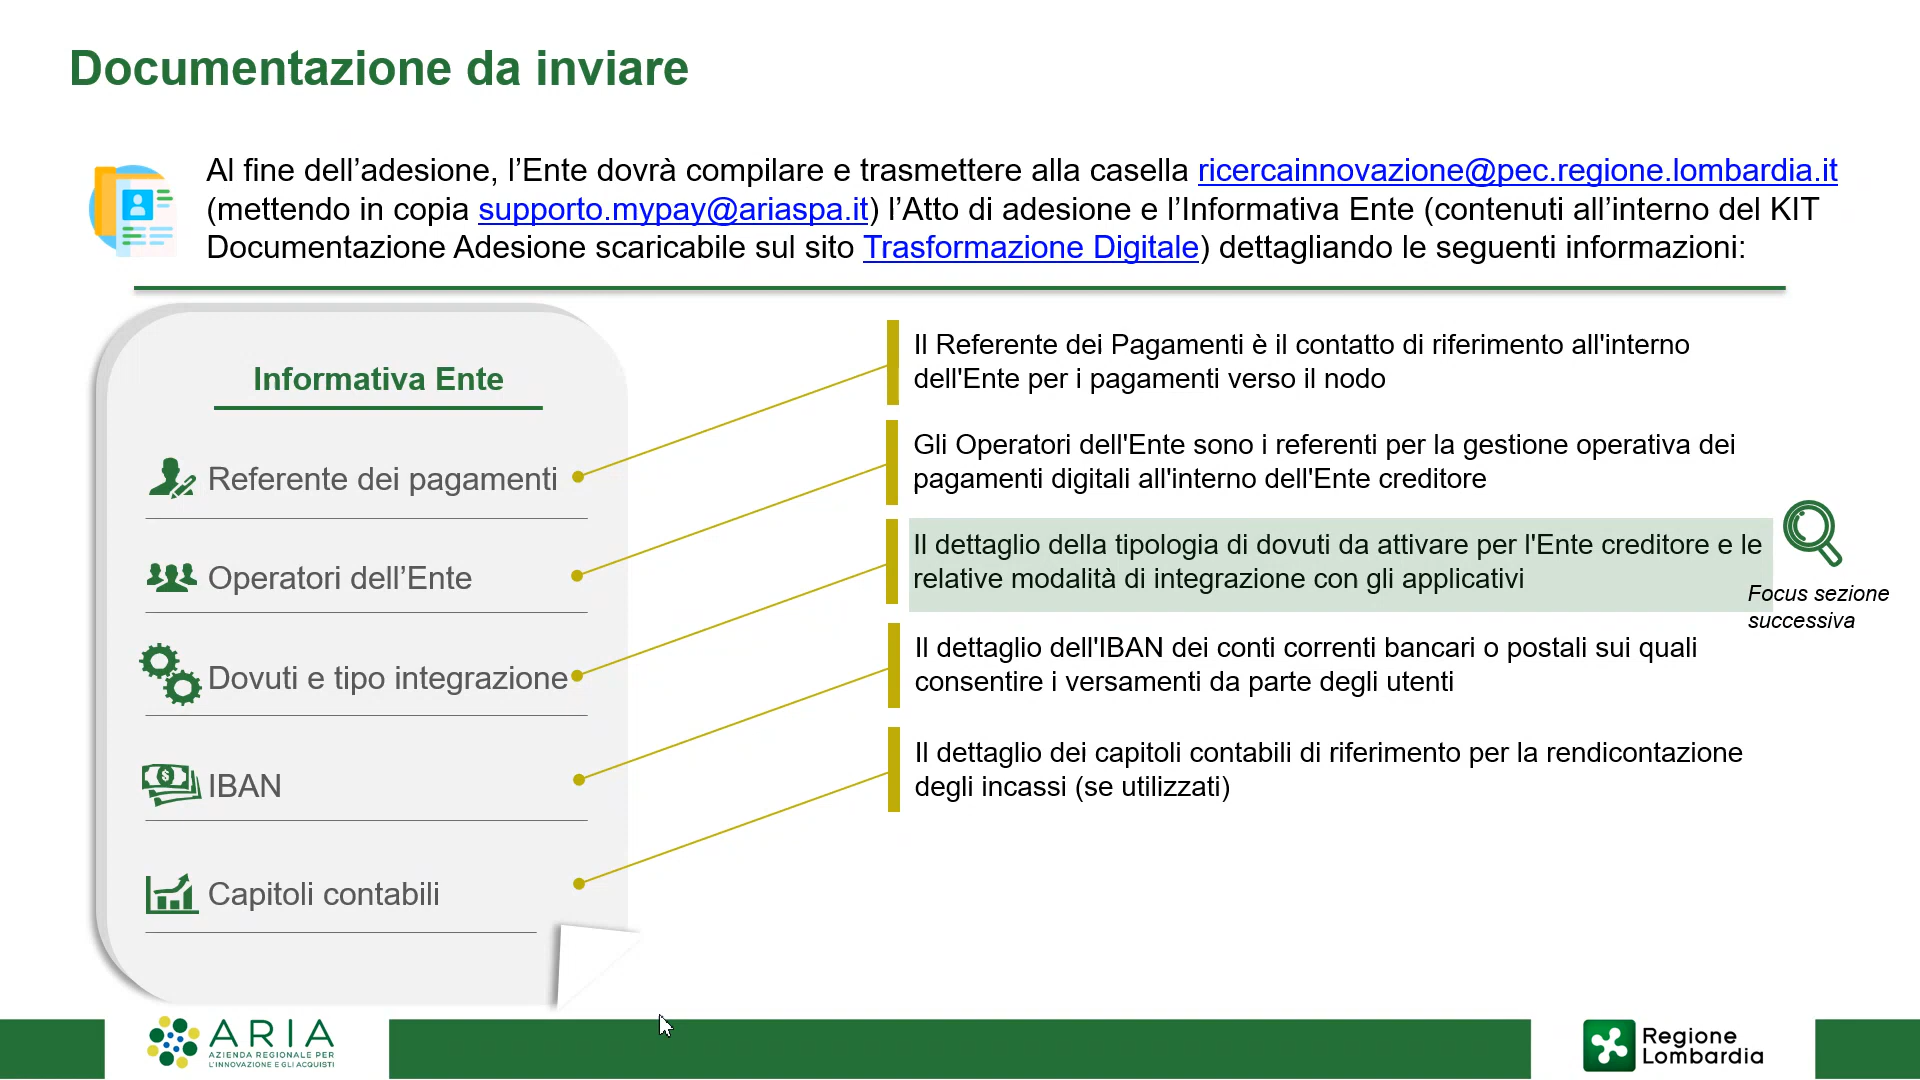 Documentazione da inviare
Al fine dell’adesione, l’Ente dovrà compilare e trasmettere alla casella ricercainnovazione@pec.regione.lombardia.it
(mettendo in copia supporto.mypay@ariaspa.it) l’Atto di adesione e l’Informativa Ente (contenuti all’interno del KIT
Documentazione Adesione scaricabile sul sito Trasformazione Digitale) dettagliando le seguenti informazioni:
Informativa Ente
Referente dei pagamenti
Operatori dell’Ente
Dovuti e tipo integrazione
IBAN
Capitoli contabili
Il Referente dei Pagamenti è il contatto di riferimento all'interno
dell'Ente per i pagamenti verso il nodo
Gli Operatori dell'Ente sono i referenti per la gestione operativa dei
pagamenti digitali all'interno dell'Ente creditore
Il dettaglio della tipologia di dovuti da attivare per l'Ente creditore e le
relative modalità di integrazione con gli applicativi
Focus sezione
successiva
Il dettaglio dell'IBAN dei conti correnti bancari o postali sui quali
consentire i versamenti da parte degli utenti
Il dettaglio dei capitoli contabili di riferimento per la rendicontazione
degli incassi (se utilizzati)
ARIA
AZIENDA REGIONALE PER
L'INNOVAZIONE E GLI ACQUISTI
Regione
Lombardia